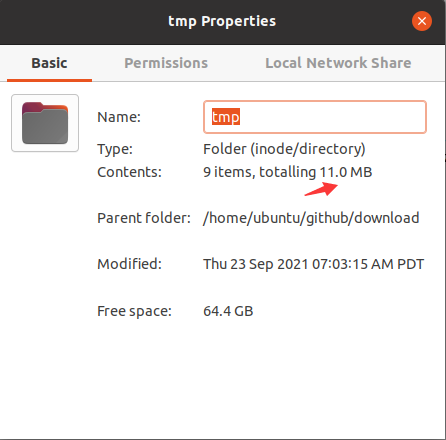 tmp Properties
Basic Permissions Local Network Share
Name: tmp
Type: Folder (inode/directory)
Contents: 9 items, totalling 11.0 MB
Parent folder: /home/ubuntu/github/download
Modified: Thu 23 Sep 2021 07:03:15 AM PDT
Free space: 64.4 GB